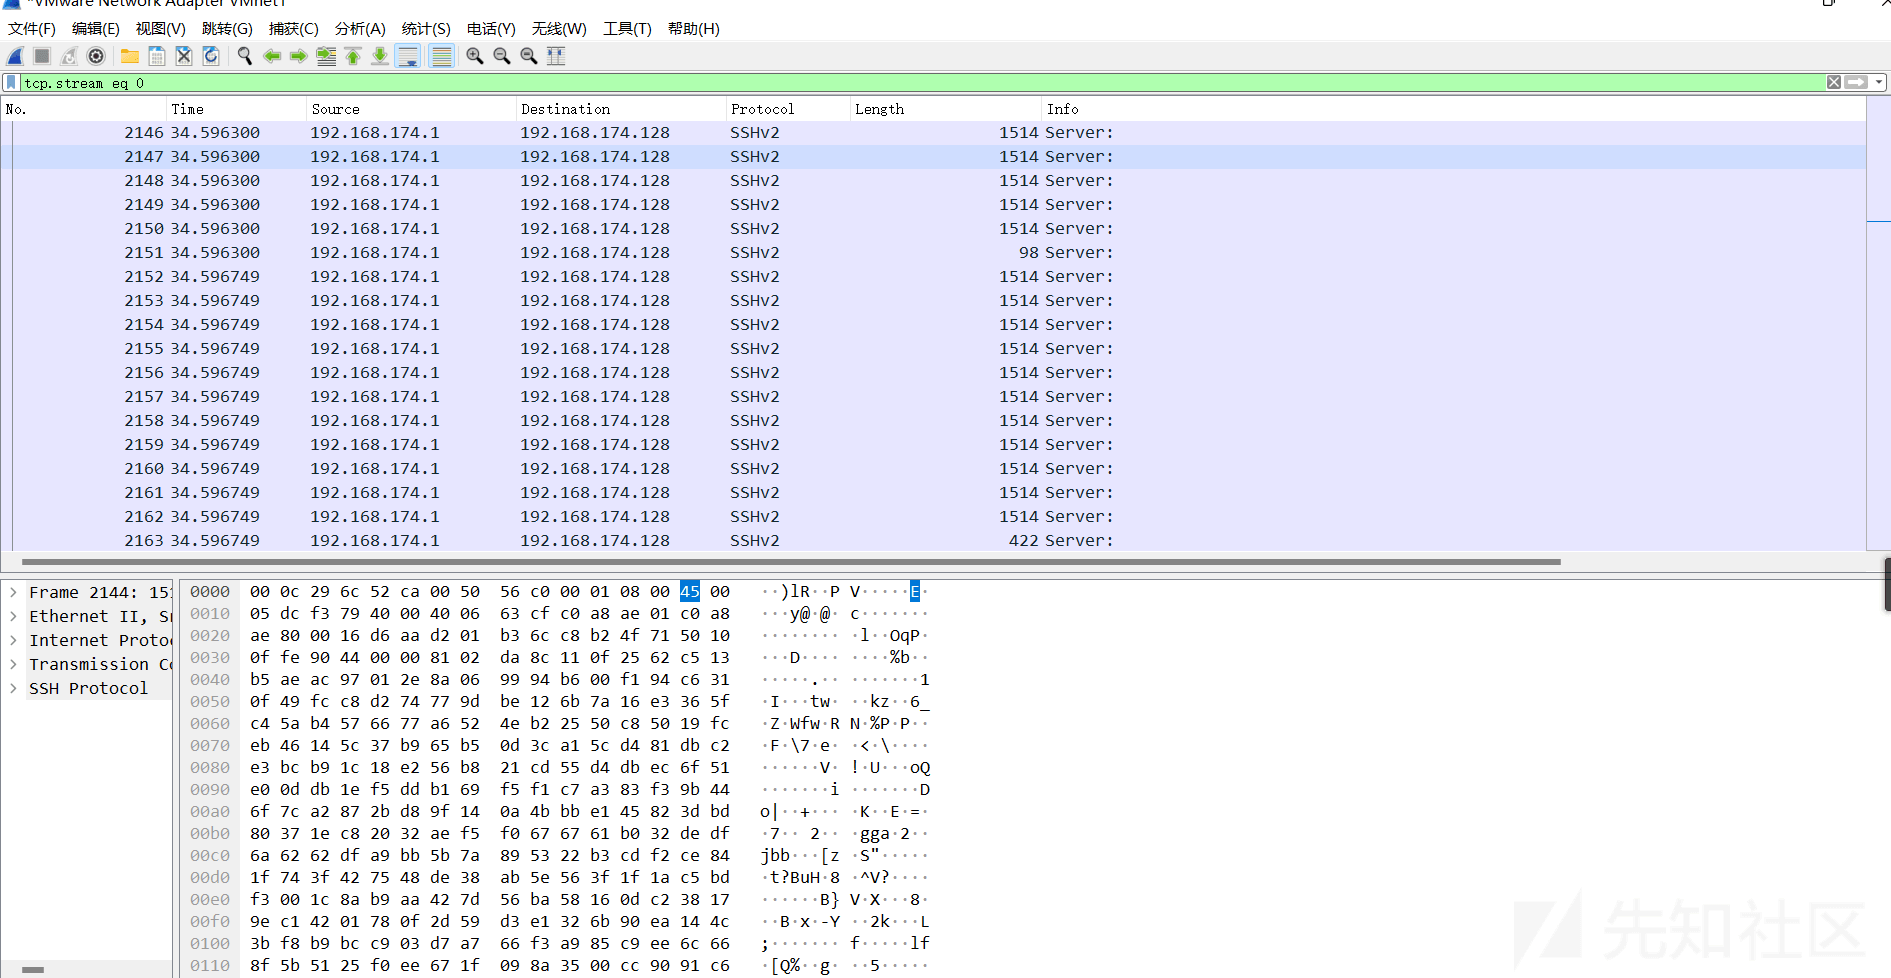 *VMware Network Adapter VMnet1
文件(F) 编辑(E) 视图(V) 跳转(G) 捕获(C) 分析(A) 统计(S) 电话(Y) 无线(W) 工具(T) 帮助(H)
tcp.stream eq 0
No. Time Source Destination Protocol Length Info
2146 34.596300 192.168.174.1 192.168.174.128 SSHv2 1514 Server:
2147 34.596300 192.168.174.1 192.168.174.128 SSHv2 1514 Server:
2148 34.596300 192.168.174.1 192.168.174.128 SSHv2 1514 Server:
2149 34.596300 192.168.174.1 192.168.174.128 SSHv2 1514 Server:
2150 34.596300 192.168.174.1 192.168.174.128 SSHv2 1514 Server:
2151 34.596300 192.168.174.1 192.168.174.128 SSHv2 98 Server:
2152 34.596749 192.168.174.1 192.168.174.128 SSHv2 1514 Server:
2153 34.596749 192.168.174.1 192.168.174.128 SSHv2 1514 Server:
2154 34.596749 192.168.174.1 192.168.174.128 SSHv2 1514 Server:
2155 34.596749 192.168.174.1 192.168.174.128 SSHv2 1514 Server:
2156 34.596749 192.168.174.1 192.168.174.128 SSHv2 1514 Server:
2157 34.596749 192.168.174.1 192.168.174.128 SSHv2 1514 Server:
2158 34.596749 192.168.174.1 192.168.174.128 SSHv2 1514 Server:
2159 34.596749 192.168.174.1 192.168.174.128 SSHv2 1514 Server:
2160 34.596749 192.168.174.1 192.168.174.128 SSHv2 1514 Server:
2161 34.596749 192.168.174.1 192.168.174.128 SSHv2 1514 Server:
2162 34.596749 192.168.174.1 192.168.174.128 SSHv2 1514 Server:
2163 34.596749 192.168.174.1 192.168.174.128 SSHv2 422 Server:
Frame 2144: 151
Ethernet II, Sr
Internet Protoc
Transmission Co
SSH Protocol
0000 00 0c 29 6c 52 ca 00 50 56 c0 00 01 08 00 45 00 ··)lR··P V·····E·
0010 05 dc f3 79 40 00 40 06 63 cf c0 a8 ae 01 c0 a8 ···y@·@· c·······
0020 ae 80 00 16 d6 aa d2 01 b3 6c c8 b2 4f 71 50 10 ········ ·l··OqP·
0030 0f fe 90 44 00 00 81 02 da 8c 11 0f 25 62 c5 13 ···D···· ····%b··
0040 b5 ae ac 97 01 2e 8a 06 99 94 b6 00 f1 94 c6 31 ·····.·· ·······1
0050 0f 49 fc c8 d2 74 77 9d be 12 6b 7a 16 e3 36 5f ·I···tw· ··kz··6_
0060 c4 5a b4 57 66 77 a6 52 4e b2 25 50 c8 50 19 fc ·Z·Wfw·R N·%P·P··
0070 eb 46 14 5c 37 b9 65 b5 0d 3c a1 5c d4 81 db c2 ·F·\7·e· ·<·\····
0080 e3 bc b9 1c 18 e2 56 b8 21 cd 55 d4 db ec 6f 51 ······V· !·U···oQ
0090 e0 0d db 1e f5 dd b1 69 f5 f1 c7 a3 83 f3 9b 44 ·······i ·······D
00a0 6f 7c a2 87 2b d8 9f 14 0a 4b bb e1 45 82 3d bd o|··+··· ·K··E·=·
00b0 80 37 1e c8 20 32 ae f5 f0 67 67 61 b0 32 de df ·7·· 2·· ·gga·2··
00c0 6a 62 62 df a9 bb 5b 7a 89 53 22 b3 cd f2 ce 84 jbb···[z ·S"·····
00d0 1f 74 3f 42 75 48 de 38 ab 5e 56 3f 1f 1a c5 bd ·t?BuH·8 ·^V?····
00e0 f3 00 1c 8a b9 aa 42 7d 56 ba 58 16 0d c2 38 17 ······B} V·X···8·
00f0 9e c1 42 01 78 0f 2d 59 d3 e1 32 6b 90 ea 14 4c ··B·x·-Y ··2k···L
0100 3b f8 b9 bc c9 03 d7 a7 66 f3 a9 85 c9 ee 6c 66 ;······· f·····lf
0110 8f 5b 51 25 f0 ee 67 1f 09 8a 35 00 cc 90 91 c6 ·[Q%··g· ··5·····
先知社区